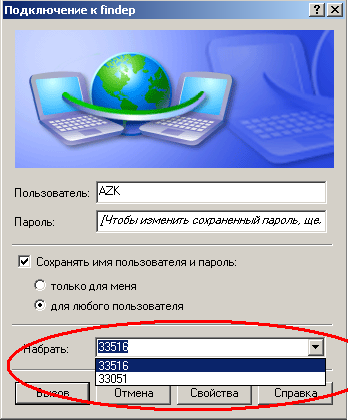 Подключение к findep
Пользователь: AZK
Пароль: [Чтобы изменить сохраненный пароль, ще.
Сохранять имя пользователя и пароль:
только для меня
для любого пользователя
Набрать: 33516
33516
33051
Вызов Отмена Свойства Справка